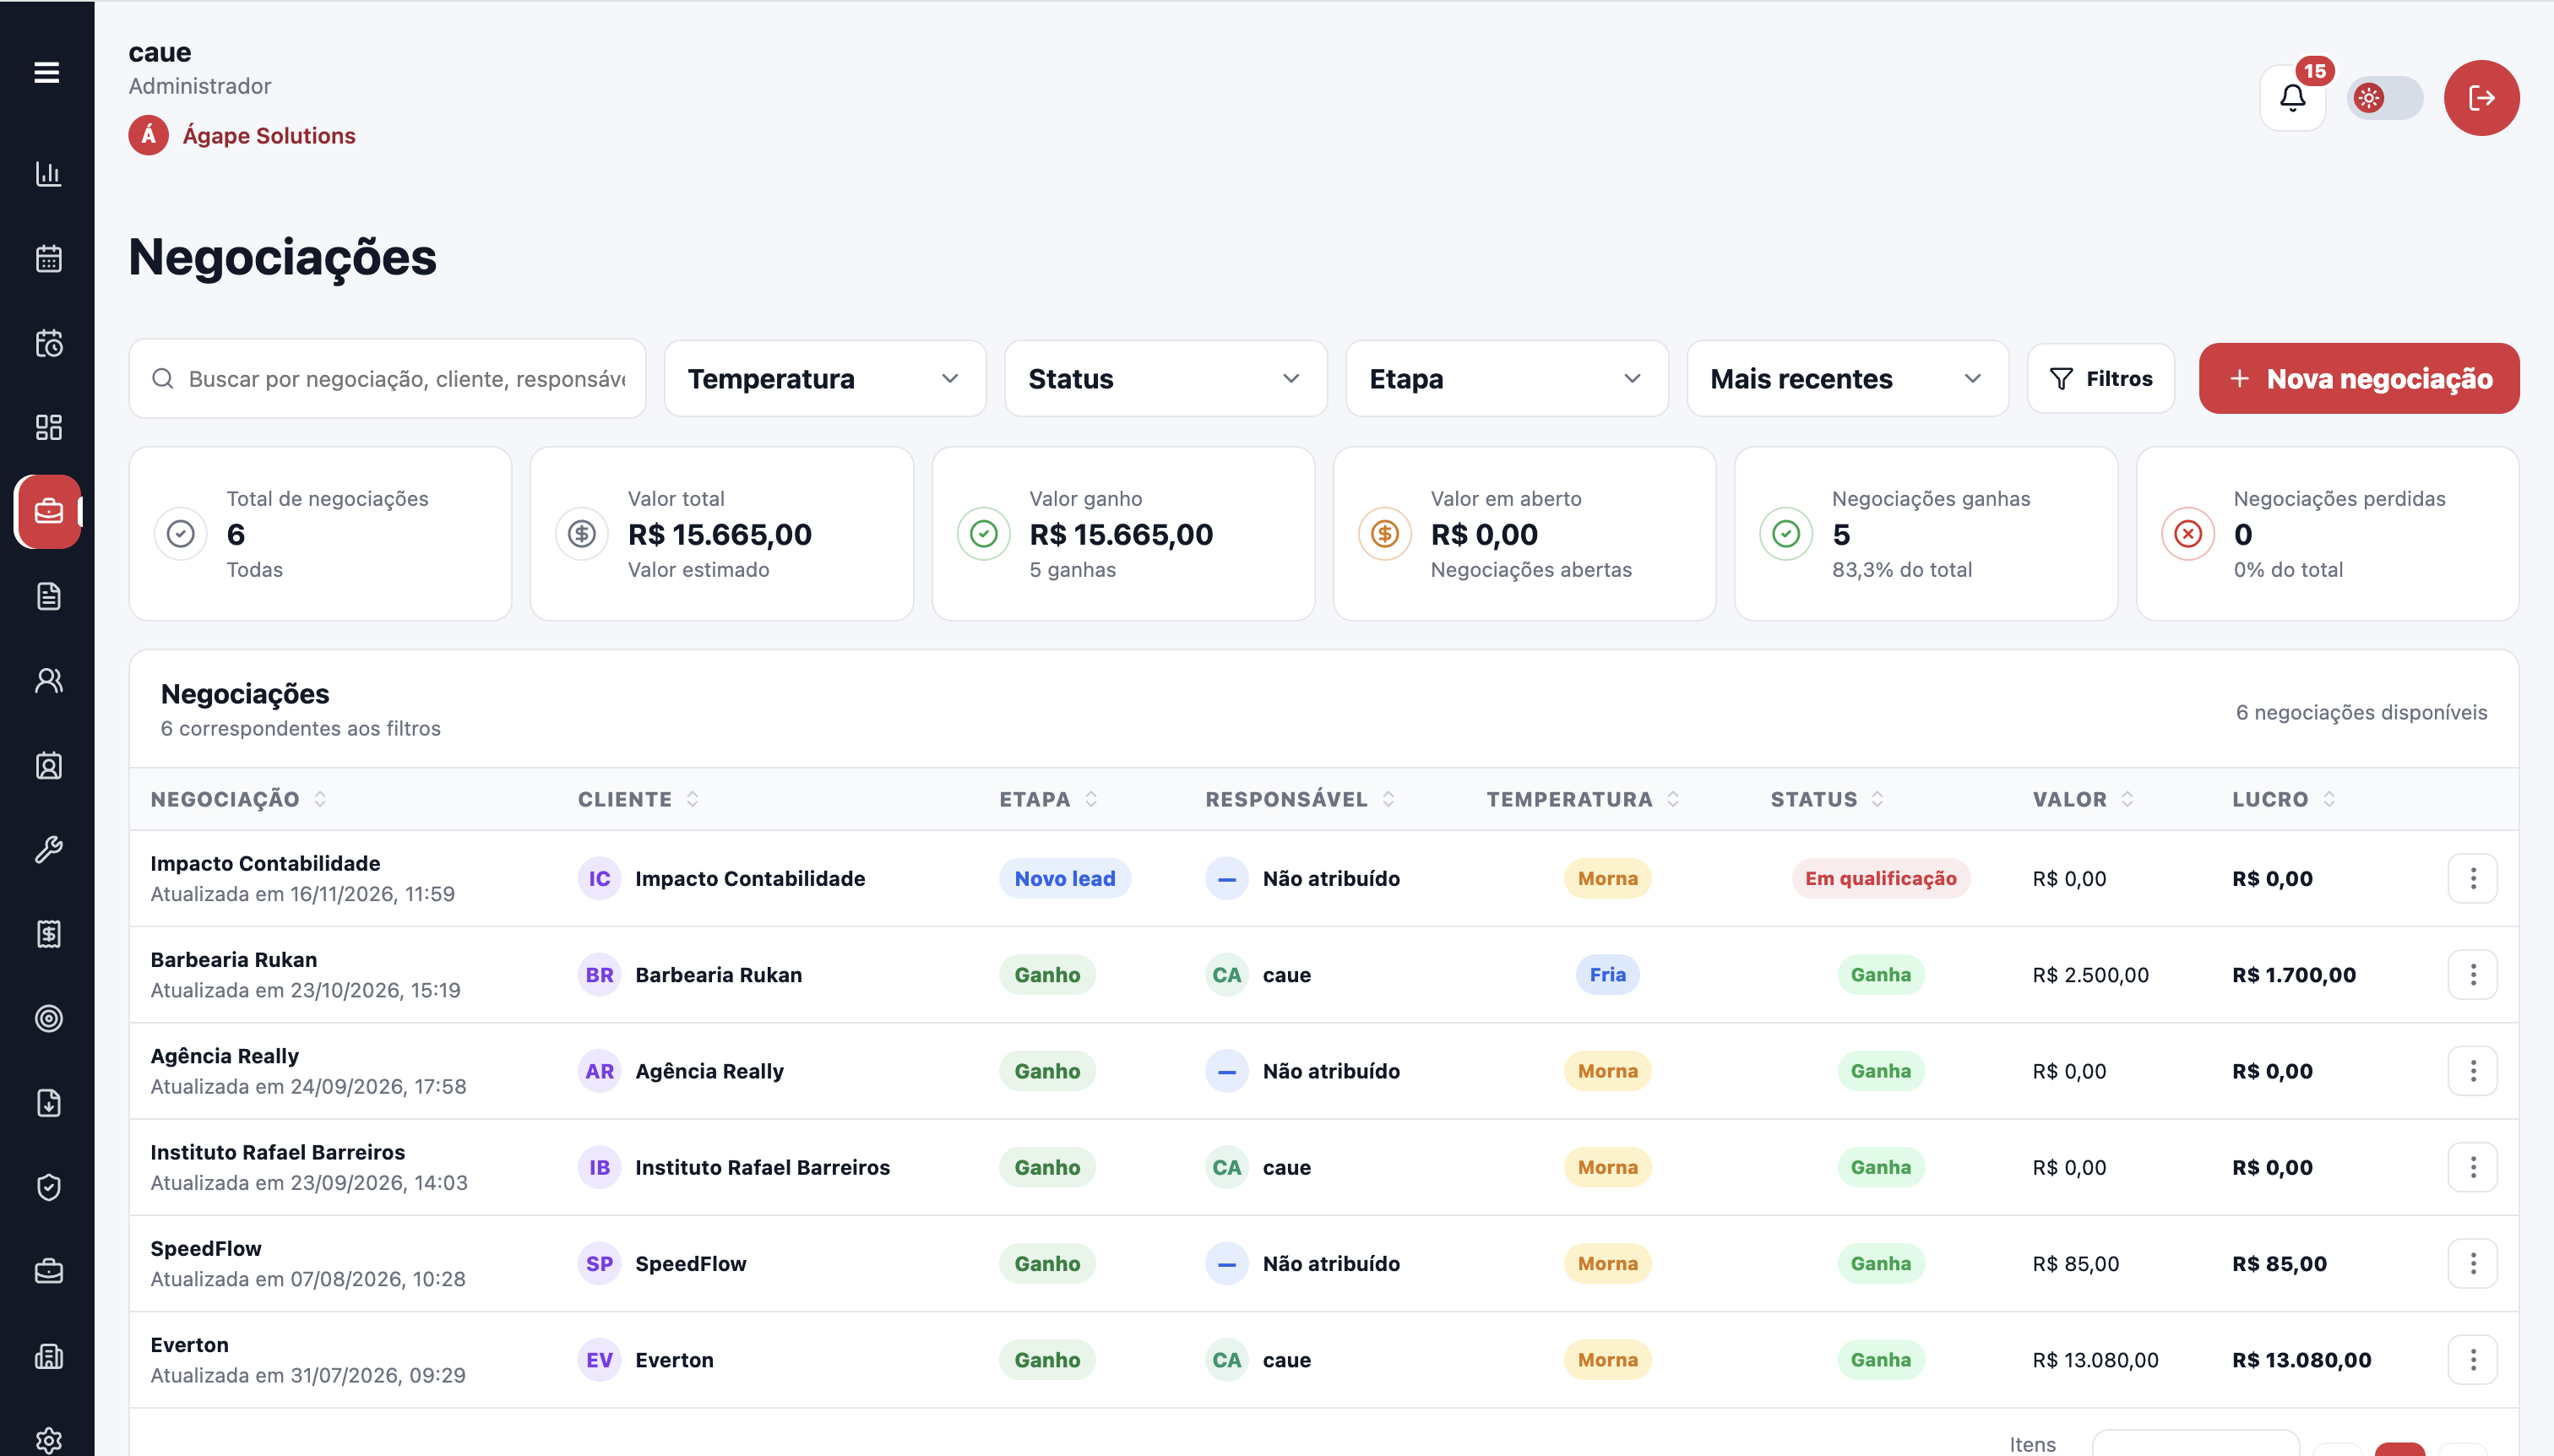 caue
Administrador
Á Ágape Solutions
15
Negociações
Buscar por negociação, cliente, responsáve
Temperatura
Status
Etapa
Mais recentes
Filtros
+ Nova negociação
Total de negociações
6
Todas
Valor total
R$ 15.665,00
Valor estimado
Valor ganho
R$ 15.665,00
5 ganhas
Valor em aberto
R$ 0,00
Negociações abertas
Negociações ganhas
5
83,3% do total
Negociações perdidas
0
0% do total
Negociações
6 correspondentes aos filtros
6 negociações disponíveis
NEGOCIAÇÃO CLIENTE ETAPA RESPONSÁVEL TEMPERATURA STATUS VALOR LUCRO
Impacto Contabilidade
Atualizada em 16/11/2026, 11:59
IC Impacto Contabilidade Novo lead — Não atribuído Morna Em qualificação R$ 0,00 R$ 0,00
Barbearia Rukan
Atualizada em 23/10/2026, 15:19
BR Barbearia Rukan Ganho CA caue Fria Ganha R$ 2.500,00 R$ 1.700,00
Agência Really
Atualizada em 24/09/2026, 17:58
AR Agência Really Ganho — Não atribuído Morna Ganha R$ 0,00 R$ 0,00
Instituto Rafael Barreiros
Atualizada em 23/09/2026, 14:03
IB Instituto Rafael Barreiros Ganho CA caue Morna Ganha R$ 0,00 R$ 0,00
SpeedFlow
Atualizada em 07/08/2026, 10:28
SP SpeedFlow Ganho — Não atribuído Morna Ganha R$ 85,00 R$ 85,00
Everton
Atualizada em 31/07/2026, 09:29
EV Everton Ganho CA caue Morna Ganha R$ 13.080,00 R$ 13.080,00
Itens